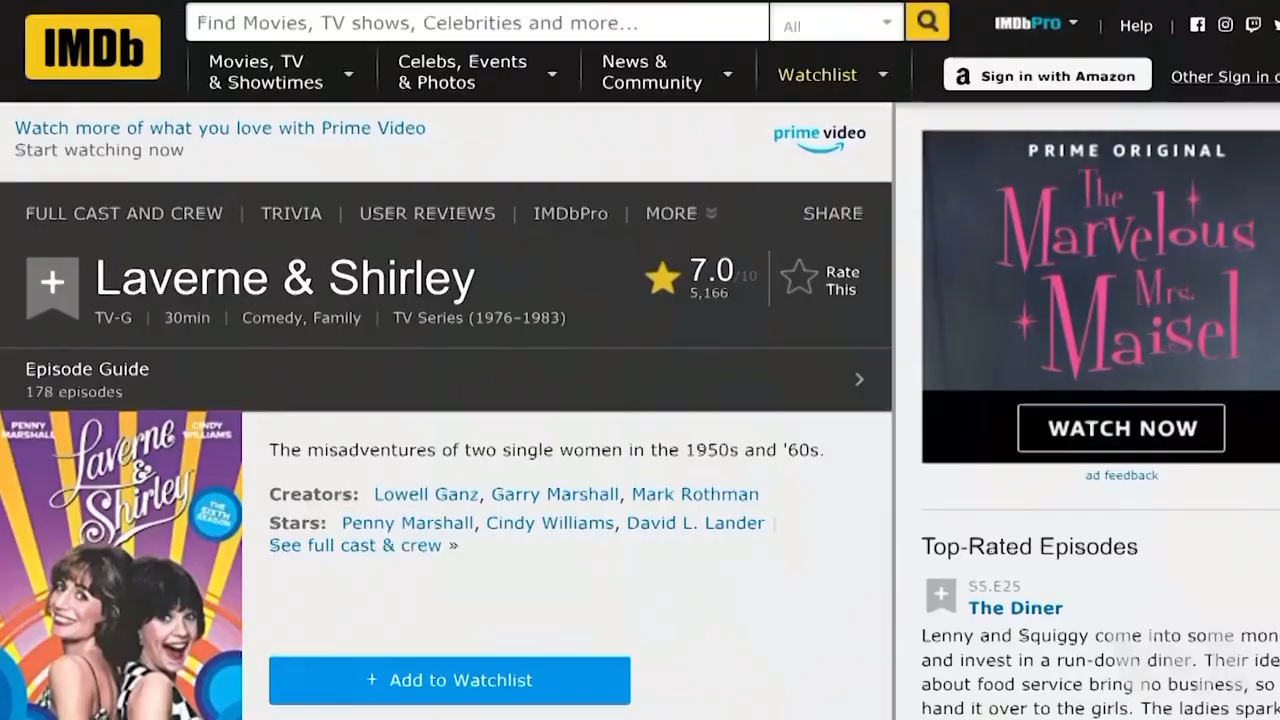 IMDb
Find Movies, TV shows, Celebrities and more...
All
IMDbPro
Help
Movies, TV & Showtimes
Celebs, Events & Photos
News & Community
Watchlist
a Sign in with Amazon
Other Sign in
Watch more of what you love with Prime Video
Start watching now
prime video
FULL CAST AND CREW | TRIVIA | USER REVIEWS | IMDbPro | MORE
SHARE
Laverne & Shirley
7.0/10
5,166
Rate This
TV-G | 30min | Comedy, Family | TV Series (1976–1983)
Episode Guide
178 episodes
PENNY MARSHALL
CINDY WILLIAMS
Laverne & Shirley
THE SIXTH SEASON
The misadventures of two single women in the 1950s and '60s.
Creators: Lowell Ganz, Garry Marshall, Mark Rothman
Stars: Penny Marshall, Cindy Williams, David L. Lander |
See full cast & crew »
+ Add to Watchlist
PRIME ORIGINAL
The
Marvelous
Mrs.
Maisel
WATCH NOW
ad feedback
Top-Rated Episodes
S5.E25
The Diner
Lenny and Squiggy come into some
and invest in a run-down diner. Their
about food service bring no business, so
hand it over to the girls. The ladies